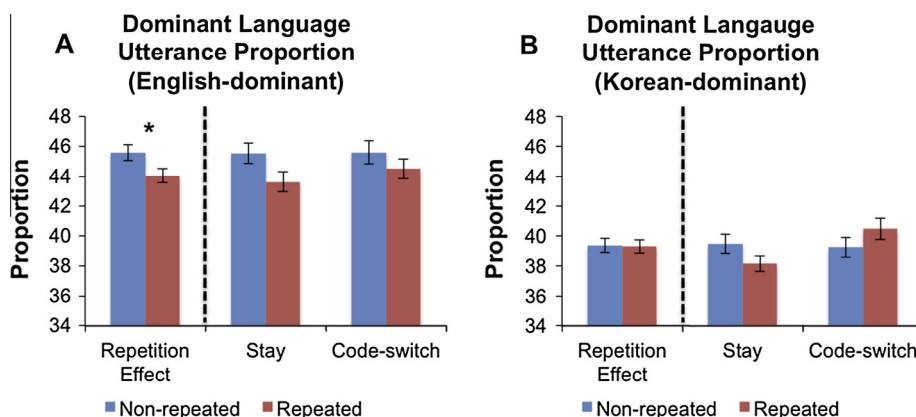 A
Dominant Language
Utterance Proportion
(English-dominant)
Proportion
48
46
44
42
40
38
36
34
*
Repetition
Effect
Stay
Code-switch
Non-repeated
Repeated
B
Dominant Langauge
Utterance Proportion
(Korean-dominant)
Proportion
48
46
44
42
40
38
36
34
Repetition
Effect
Stay
Code-switch
Non-repeated
Repeated